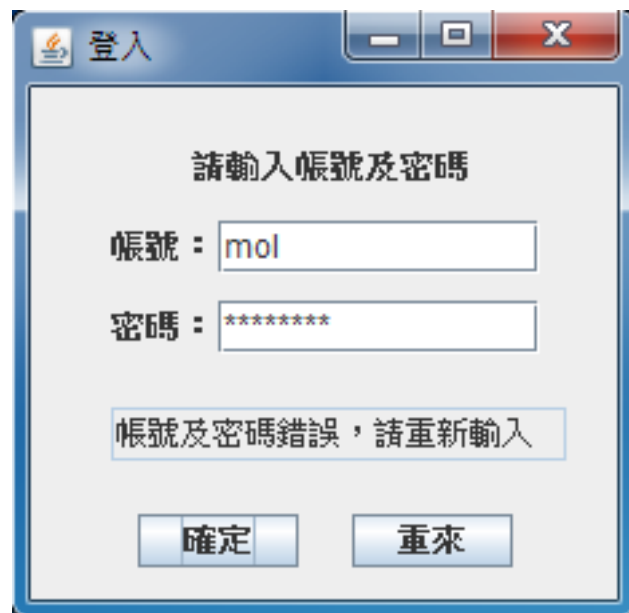 登入
請輸入帳號及密碼
帳號：mol
密碼：********
帳號及密碼錯誤，請重新輸入
確定 重來